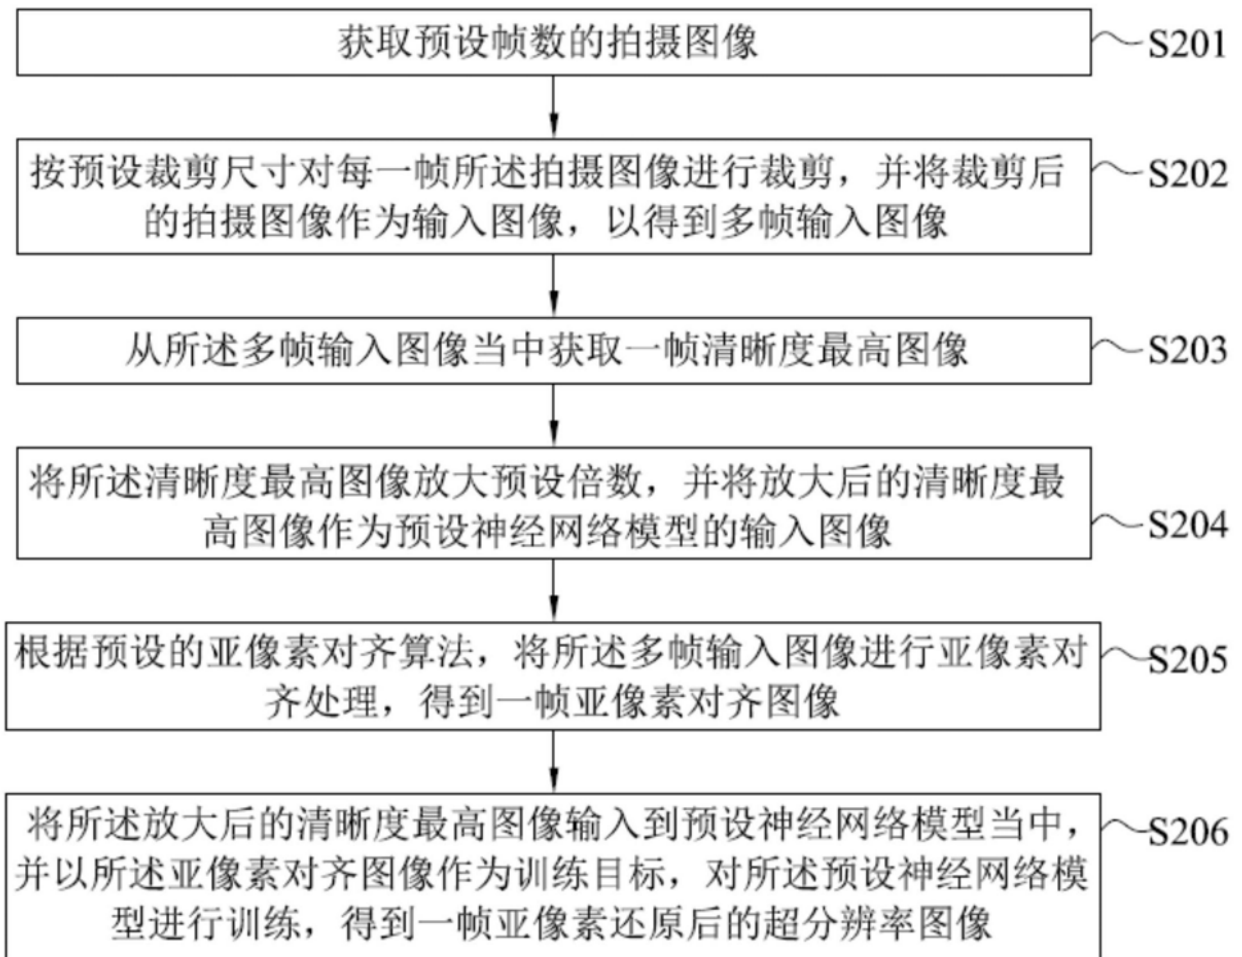 获取预设帧数的拍摄图像
S201
按预设裁剪尺寸对每一帧所述拍摄图像进行裁剪，并将裁剪后
的拍摄图像作为输入图像，以得到多帧输入图像
S202
从所述多帧输入图像当中获取一帧清晰度最高图像
S203
将所述清晰度最高图像放大预设倍数，并将放大后的清晰度最
高图像作为预设神经网络模型的输入图像
S204
根据预设的亚像素对齐算法，将所述多帧输入图像进行亚像素对
齐处理，得到一帧亚像素对齐图像
S205
将所述放大后的清晰度最高图像输入到预设神经网络模型当中，
并以所述亚像素对齐图像作为训练目标，对所述预设神经网络模
型进行训练，得到一帧亚像素还原后的超分辨率图像
S206